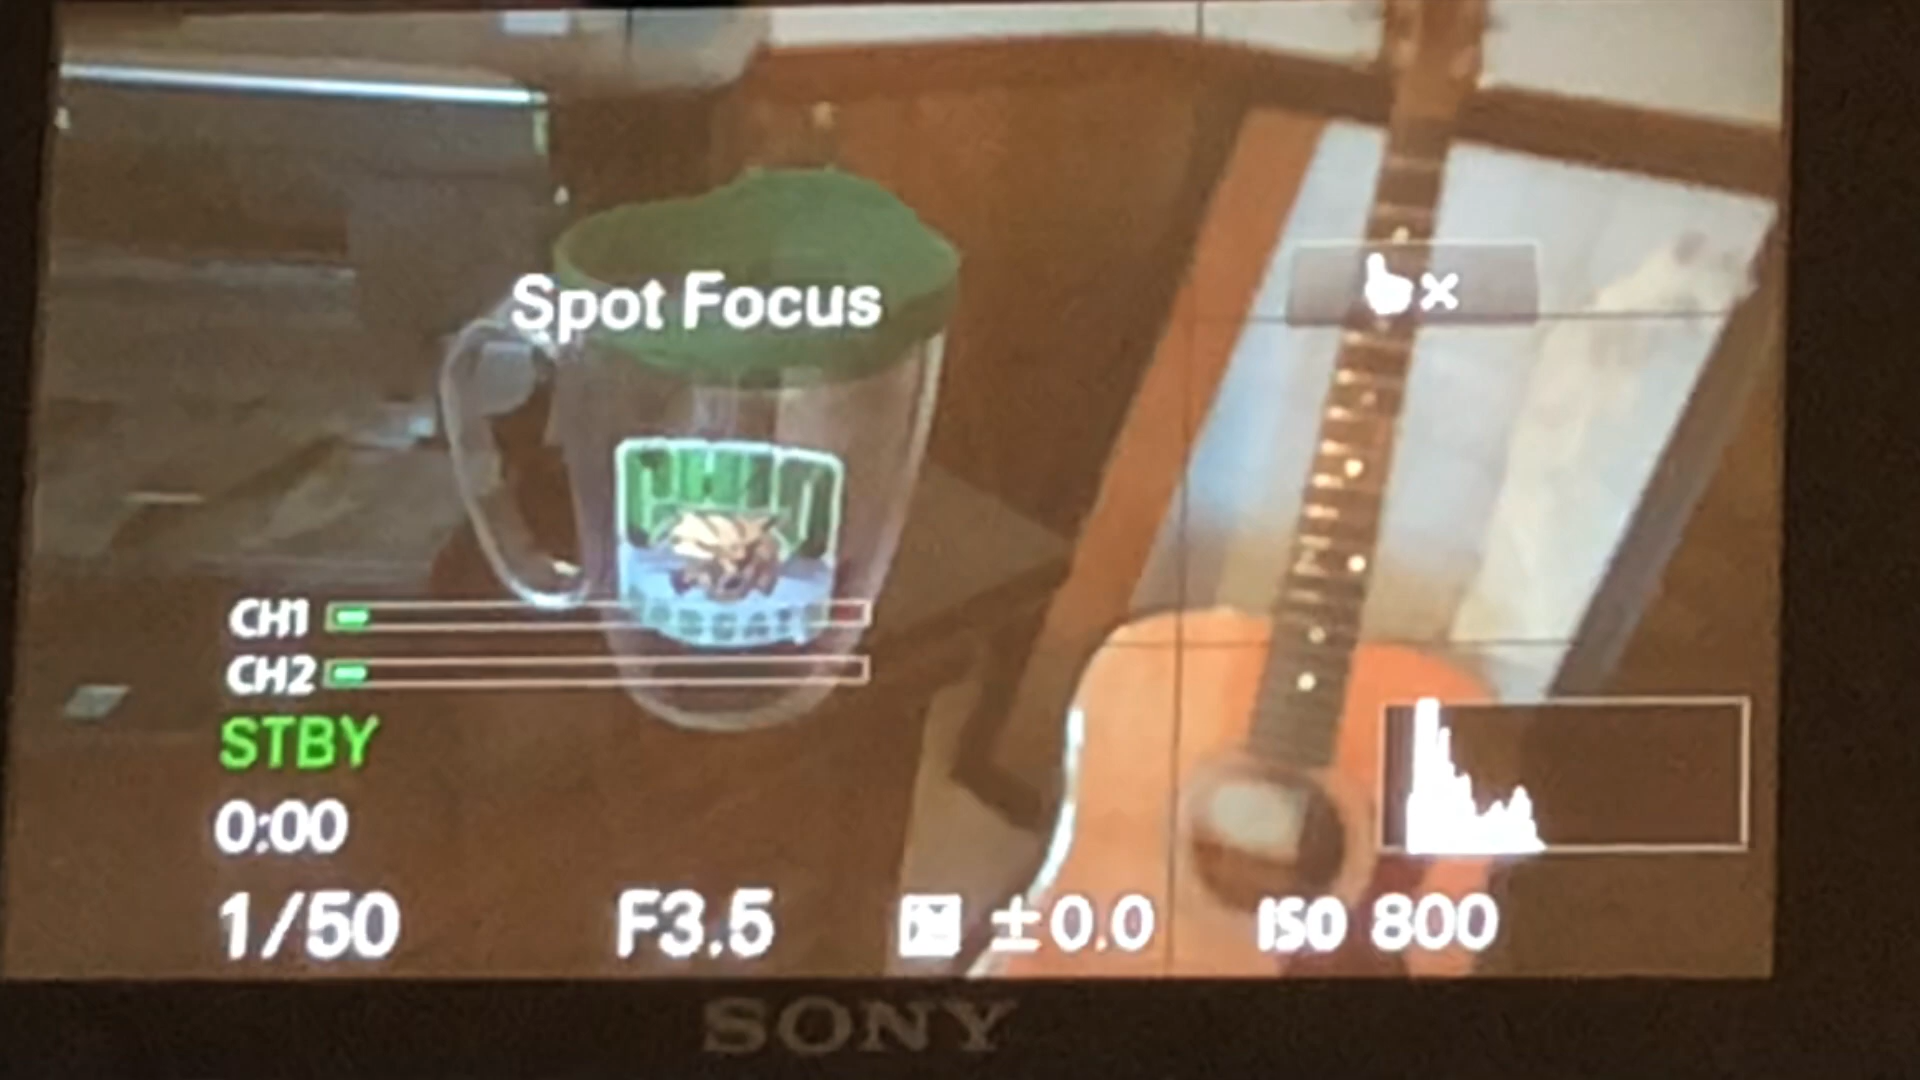 Spot Focus
×
CH1
CH2
STBY
0:00
1/50 F3.5 ±0.0 ISO 800
SONY